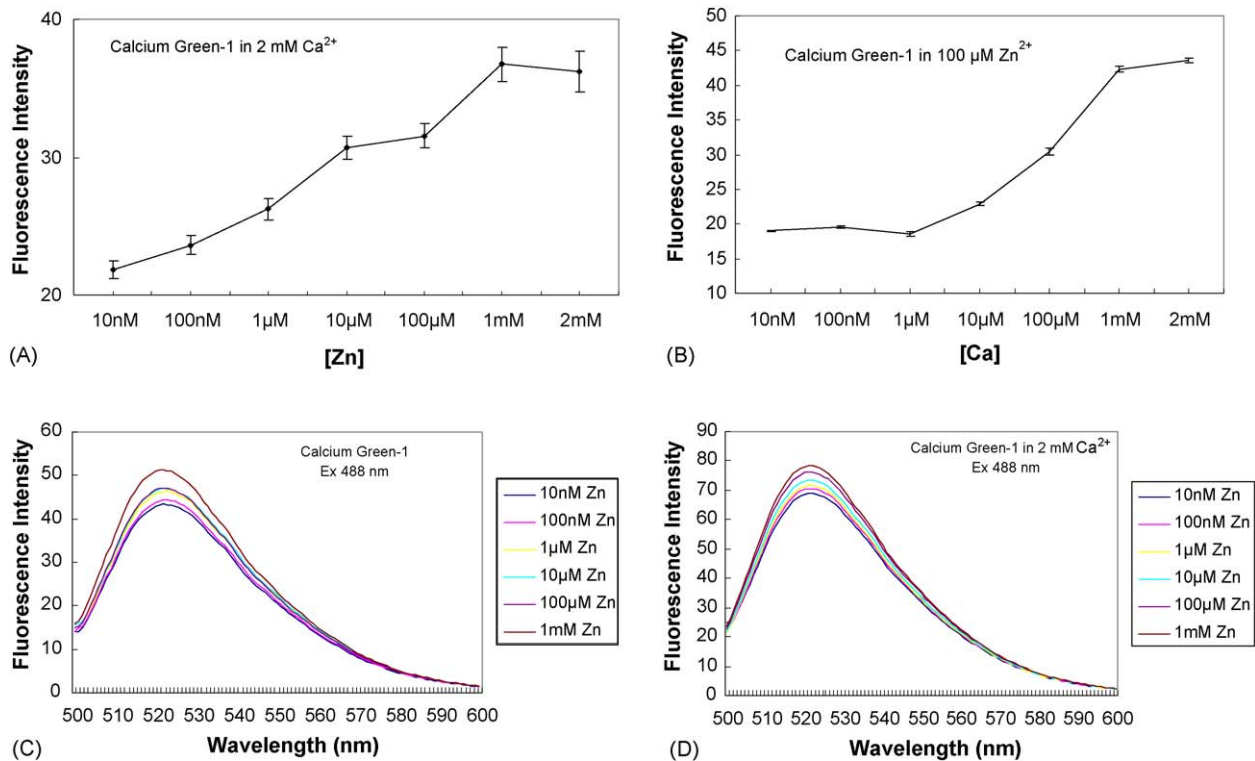 Calcium Green-1 in 2 mM Ca²⁺
Fluorescence Intensity
40
30
20
10nM 100nM 1µM 10µM 100µM 1mM 2mM
(A)
[Zn]
Calcium Green-1 in 100 µM Zn²⁺
Fluorescence Intensity
50
45
40
35
30
25
20
15
10
10nM 100nM 1µM 10µM 100µM 1mM 2mM
(B)
[Ca]
Calcium Green-1
Ex 488 nm
Fluorescence Intensity
60
50
40
30
20
10
0
500 510 520 530 540 550 560 570 580 590 600
(C)
Wavelength (nm)
10nM Zn
100nM Zn
1µM Zn
10µM Zn
100µM Zn
1mM Zn
Calcium Green-1 in 2 mM Ca²⁺
Ex 488 nm
Fluorescence Intensity
90
80
70
60
50
40
30
20
10
0
500 510 520 530 540 550 560 570 580 590 600
(D)
Wavelength (nm)
10nM Zn
100nM Zn
1µM Zn
10µM Zn
100µM Zn
1mM Zn